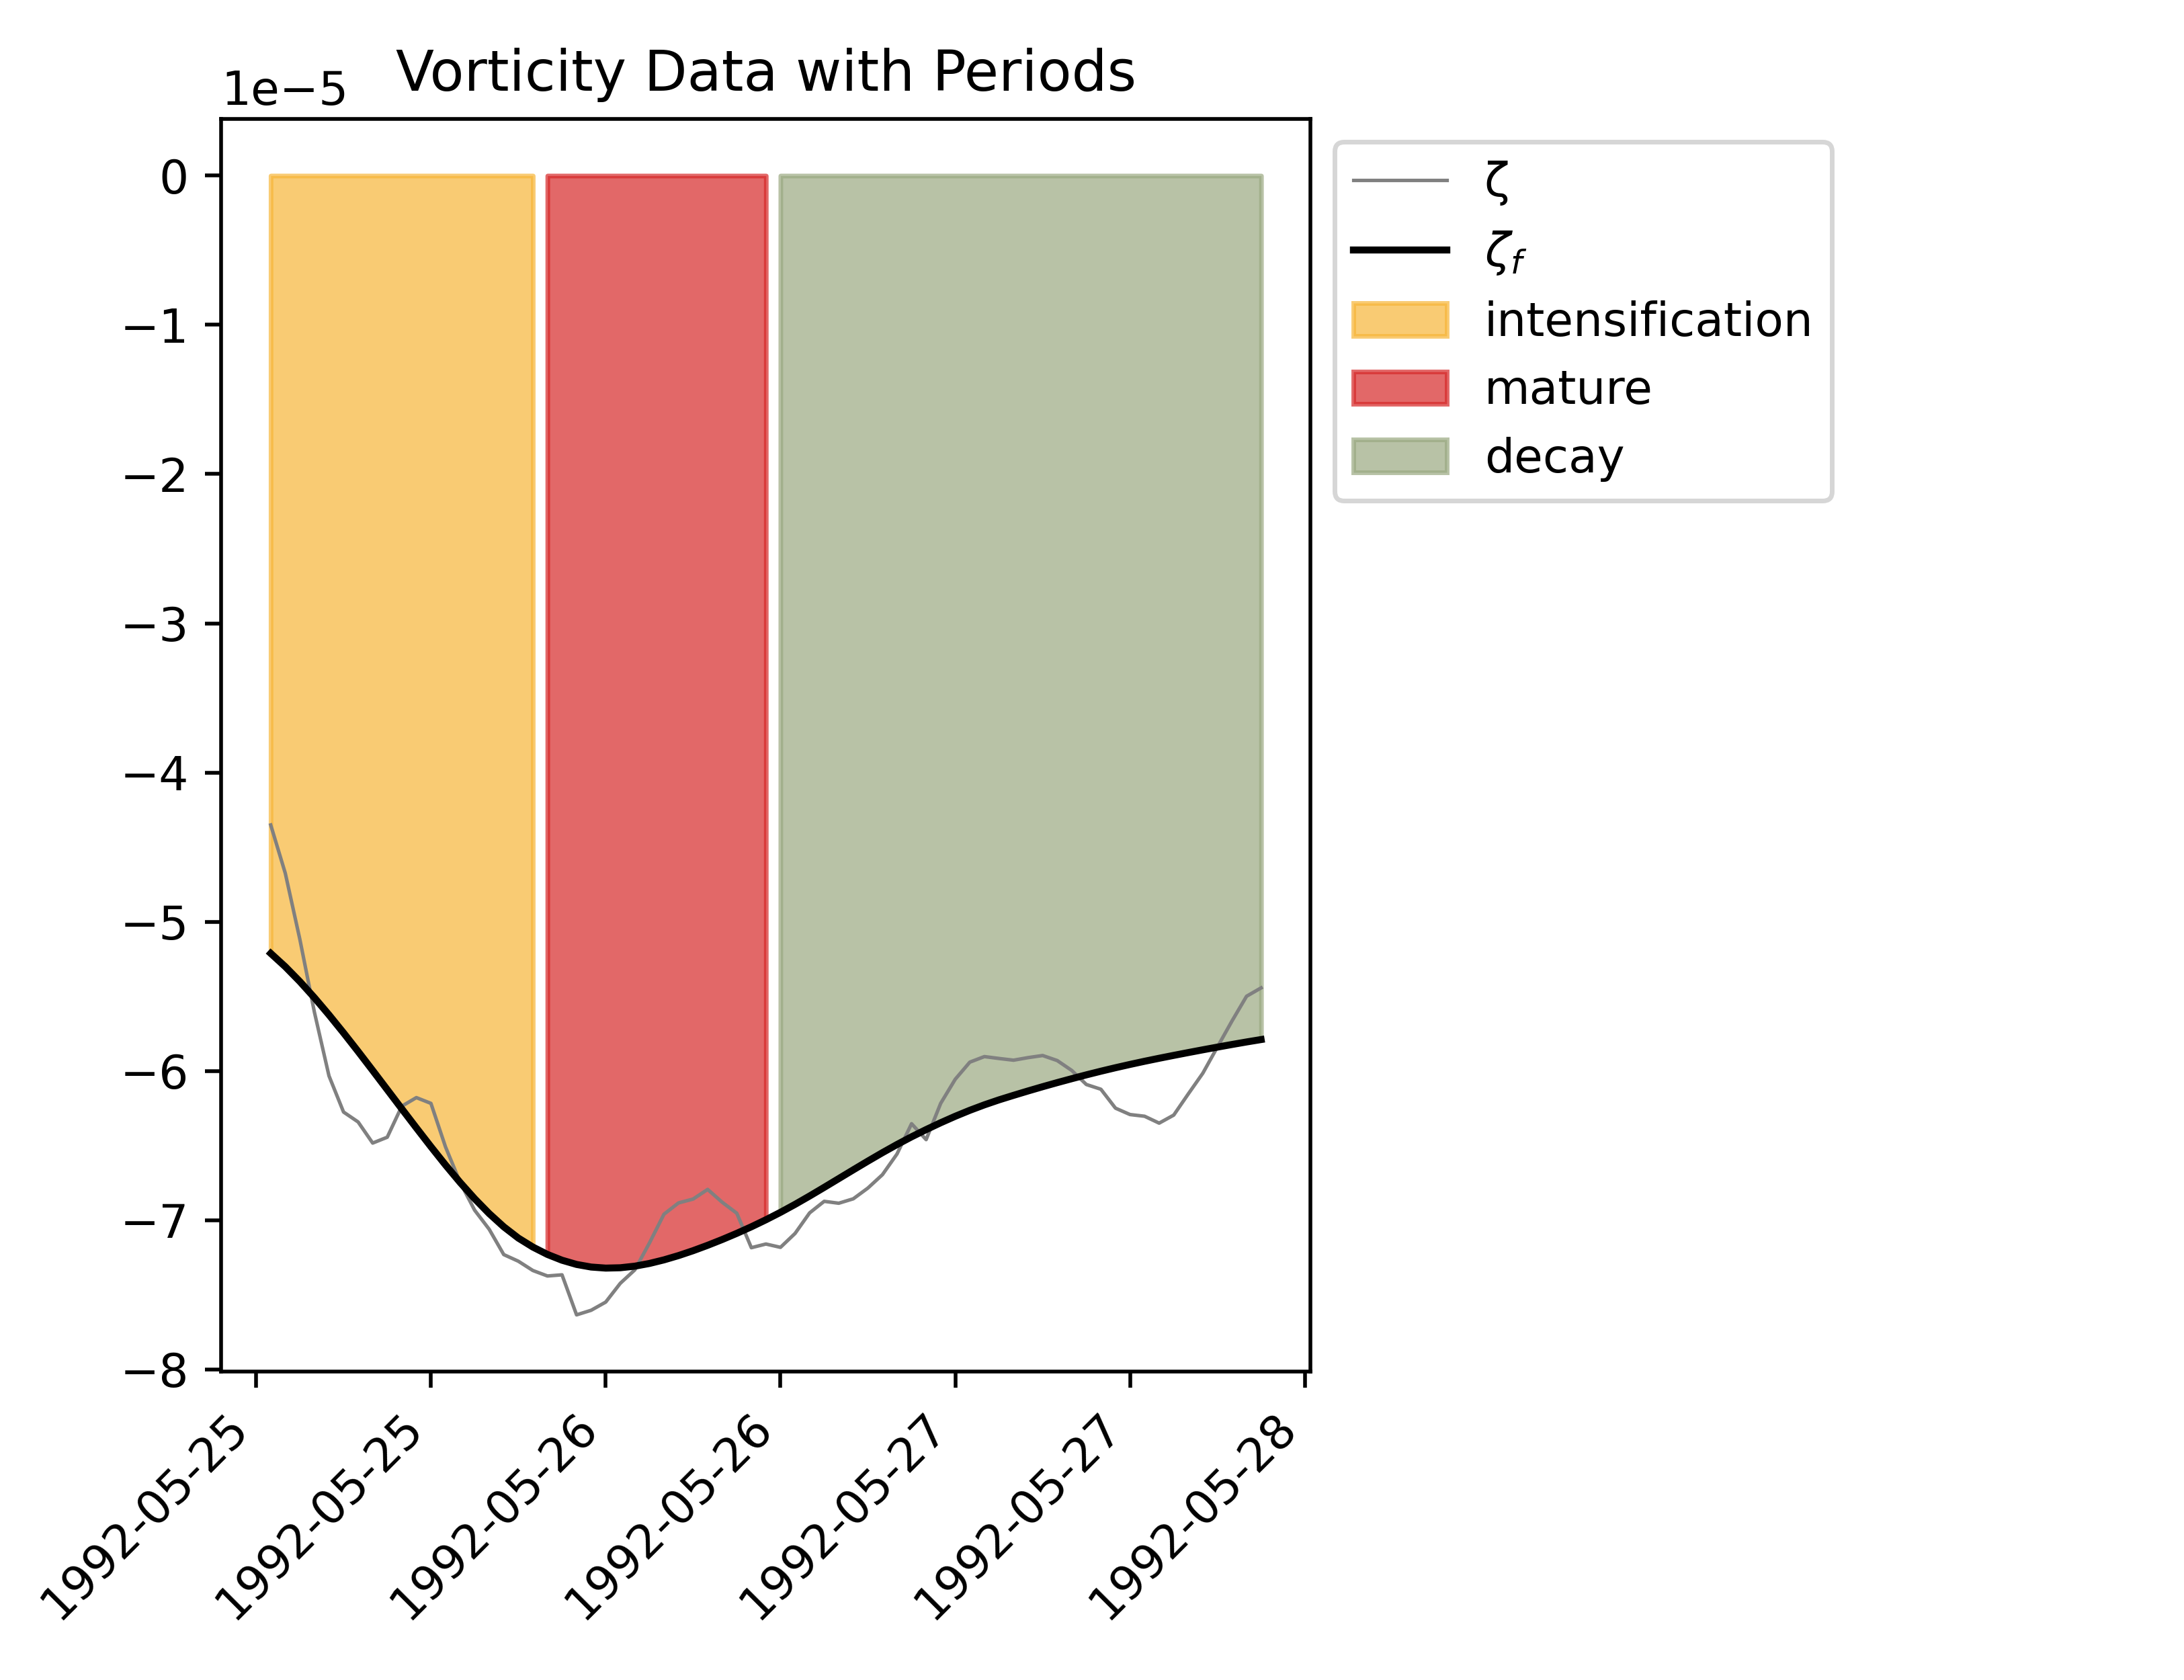 Vorticity Data with Periods
1e−5
0
−1
−2
−3
−4
−5
−6
−7
−8
1992-05-25
1992-05-25
1992-05-26
1992-05-26
1992-05-27
1992-05-27
1992-05-28
ζ
ζf
intensification
mature
decay